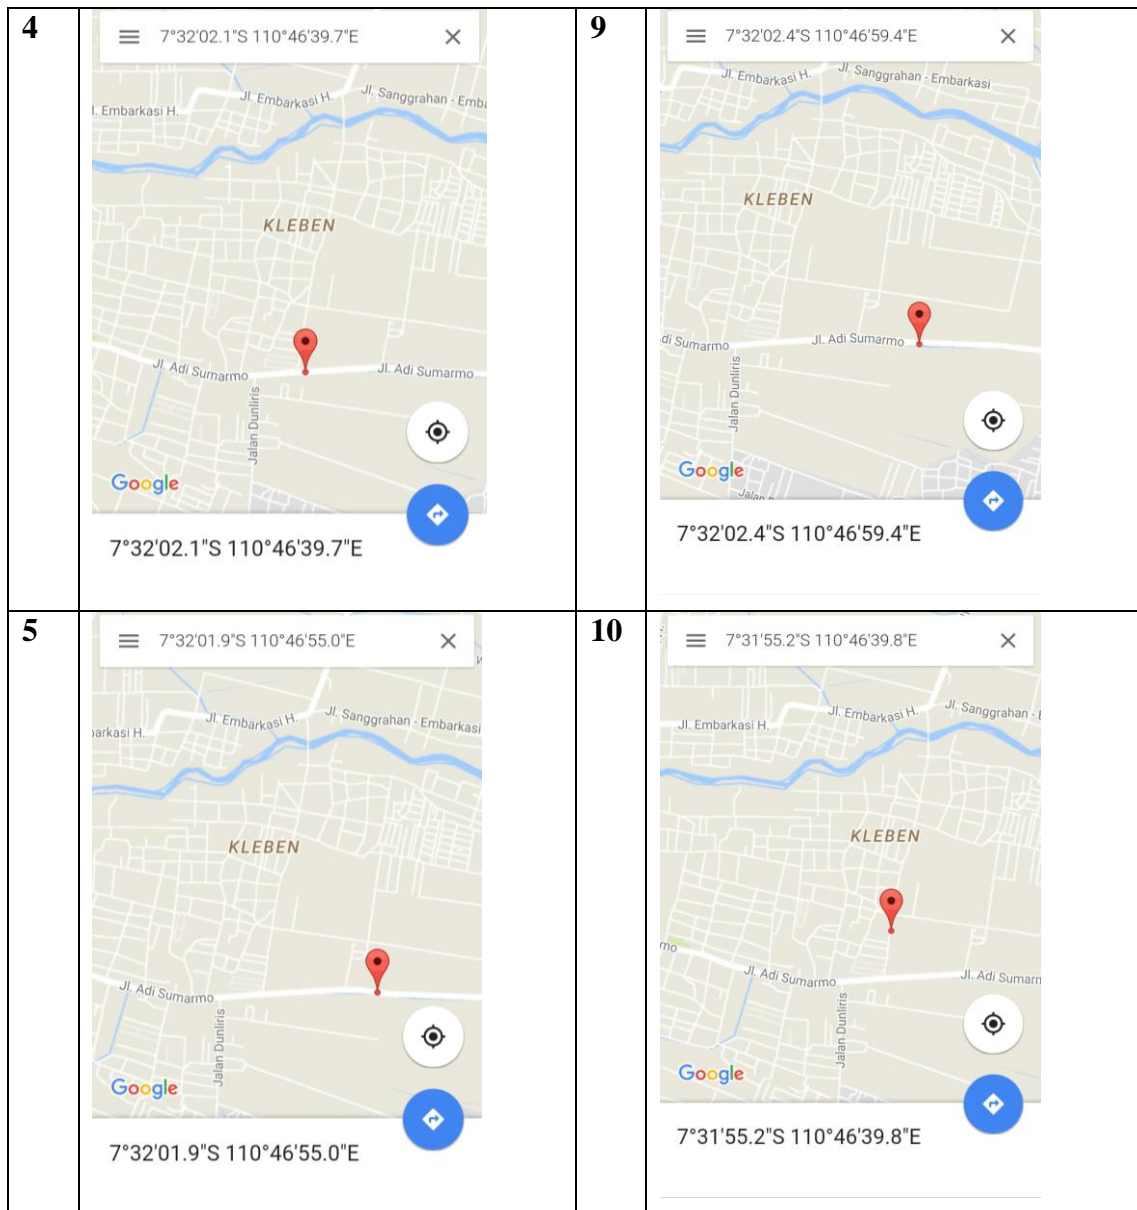 4
7°32'02.1"S 110°46'39.7"E
Jl. Embarkasi H.
Jl. Sanggrahan - Emba
l. Embarkasi H.
KLEBEN
Jl. Adi Sumarmo
Jl. Adi Sumarmo
Jalan Dunliris
Google
7°32'02.1"S 110°46'39.7"E
9
7°32'02.4"S 110°46'59.4"E
Jl. Embarkasi H.
Jl. Sanggrahan - Embarkasi
KLEBEN
di Sumarmo
Jl. Adi Sumarmo
Jalan Dunliris
Google
Jalan D
7°32'02.4"S 110°46'59.4"E
5
7°32'01.9"S 110°46'55.0"E
Jl. Embarkasi H.
Jl. Sanggrahan - Embarkasi
arkasi H.
KLEBEN
Jl. Adi Sumarmo
Jalan Dunliris
Google
7°32'01.9"S 110°46'55.0"E
10
7°31'55.2"S 110°46'39.8"E
Jl. Embarkasi H.
Jl. Embarkasi H.
Jl. Sanggrahan - E
KLEBEN
mo
Jl. Adi Sumarmo
Jl. Adi Sumarm
Jalan Dunliris
Google
7°31'55.2"S 110°46'39.8"E